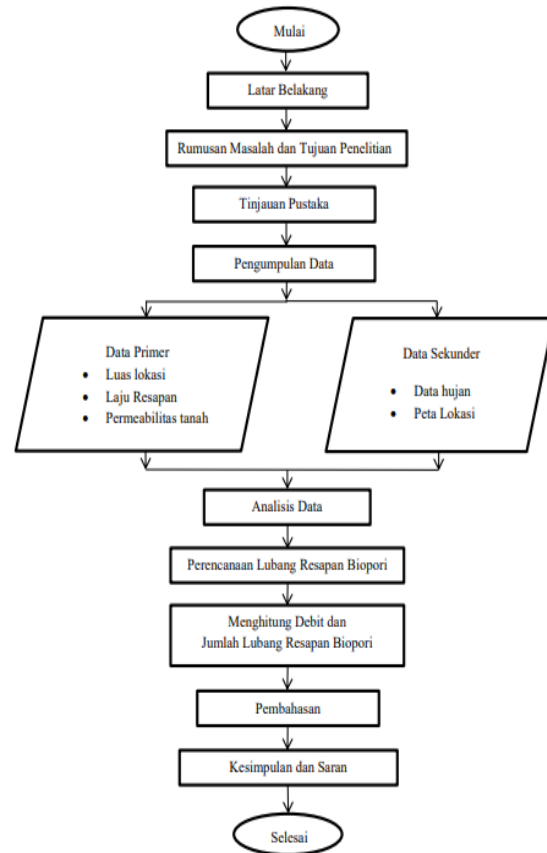 Mulai
Latar Belakang
Rumusan Masalah dan Tujuan Penelitian
Tinjauan Pustaka
Pengumpulan Data
Data Primer
• Luas lokasi
• Laju Resapan
• Permeabilitas tanah
Data Sekunder
• Data hujan
• Peta Lokasi
Analisis Data
Perencanaan Lubang Resapan Biopori
Menghitung Debit dan
Jumlah Lubang Resapan Biopori
Pembahasan
Kesimpulan dan Saran
Selesai